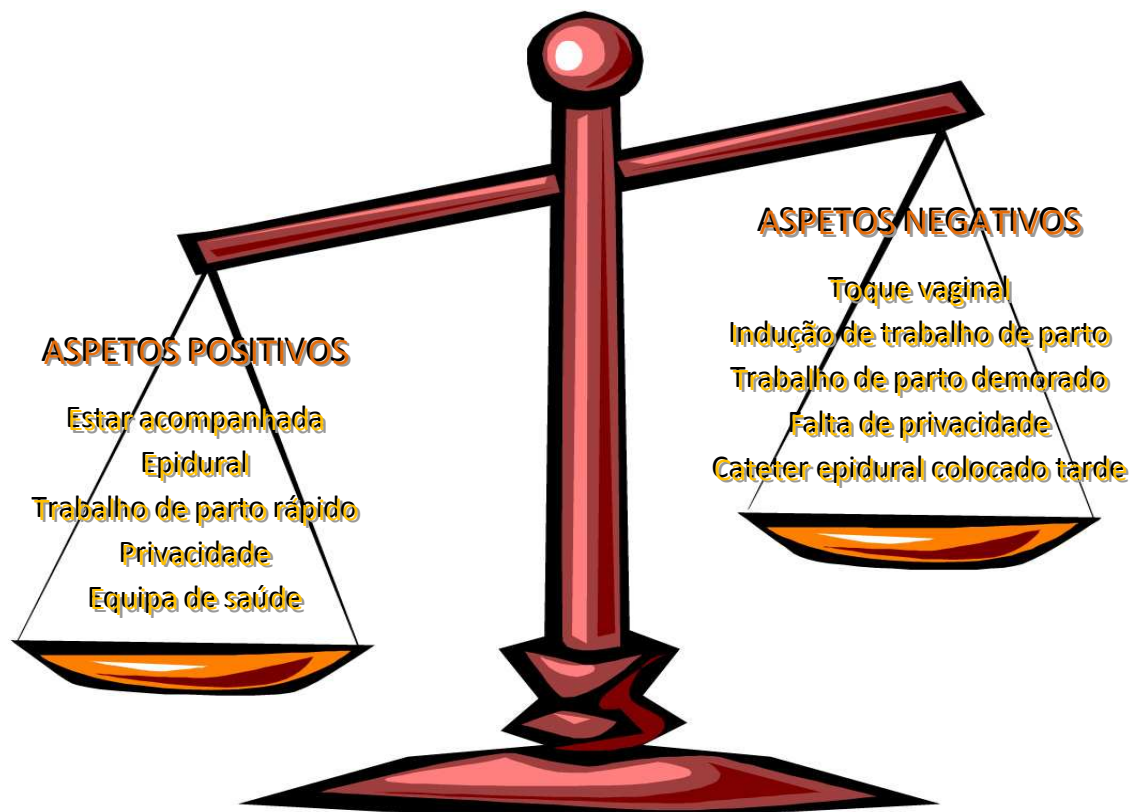 ASPETOS POSITIVOS
Estar acompanhada
Epidural
Trabalho de parto rápido
Privacidade
Equipa de saúde
ASPETOS NEGATIVOS
Toque vaginal
Indução de trabalho de parto
Trabalho de parto demorado
Falta de privacidade
Cateter epidural colocado tarde